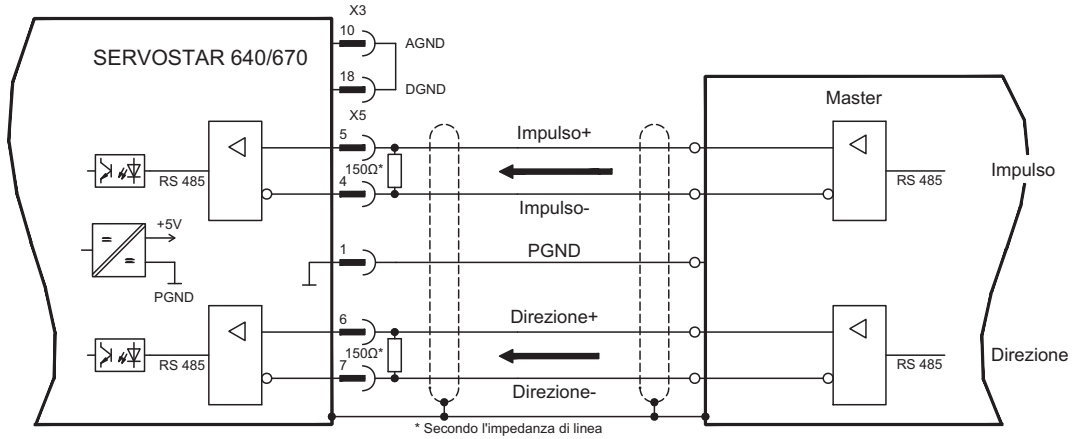 X3
10
AGND
SERVOSTAR 640/670
18
DGND
X5
Master
5
Impulso+
150Ω*
RS 485
RS 485
Impulso
4
Impulso-
+5V
=
=
1
PGND
PGND
6
Direzione+
150Ω*
RS 485
RS 485
Direzione
7
Direzione-
* Secondo l'impedanza di linea